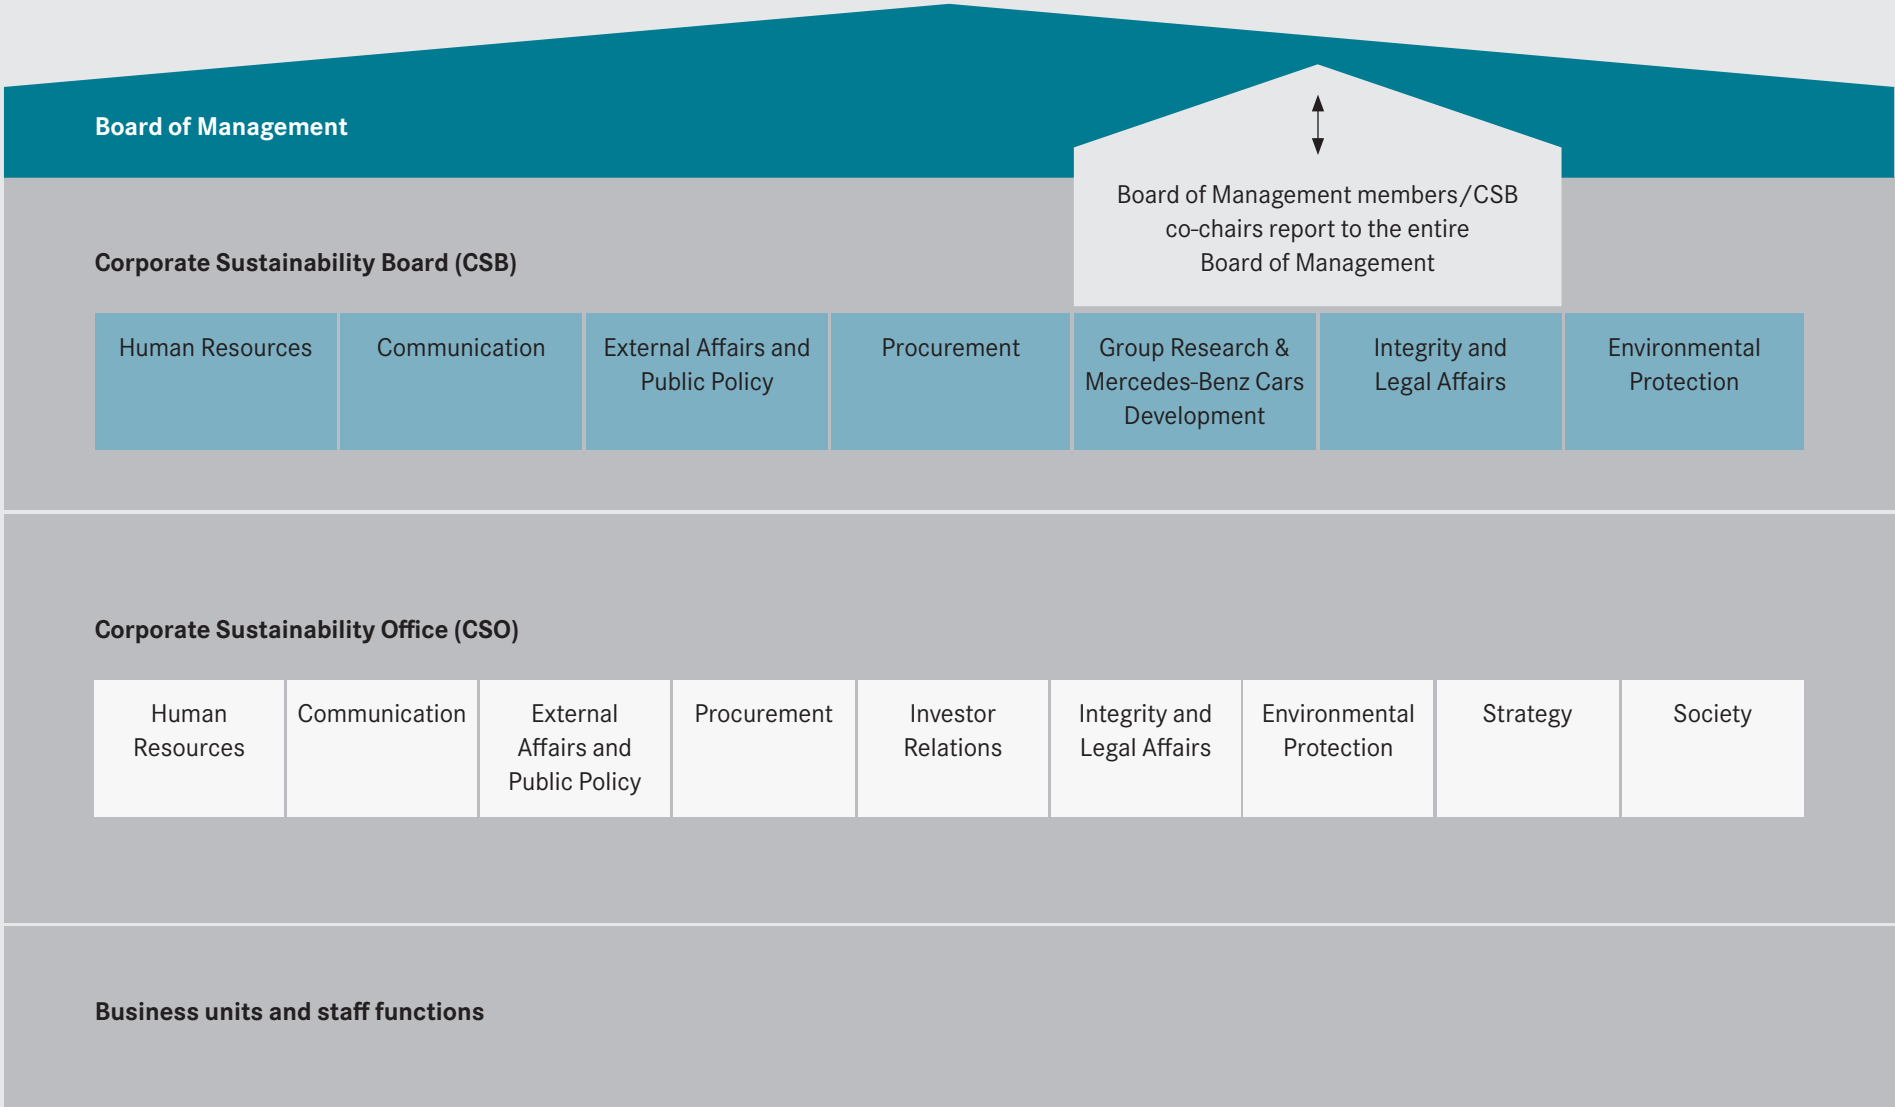 Board of Management
Board of Management members/CSB
co-chairs report to the entire
Board of Management
Corporate Sustainability Board (CSB)
Human Resources
Communication
External Affairs and
Public Policy
Procurement
Group Research &
Mercedes-Benz Cars
Development
Integrity and
Legal Affairs
Environmental
Protection
Corporate Sustainability Office (CSO)
Human
Resources
Communication
External
Affairs and
Public Policy
Procurement
Investor
Relations
Integrity and
Legal Affairs
Environmental
Protection
Strategy
Society
Business units and staff functions